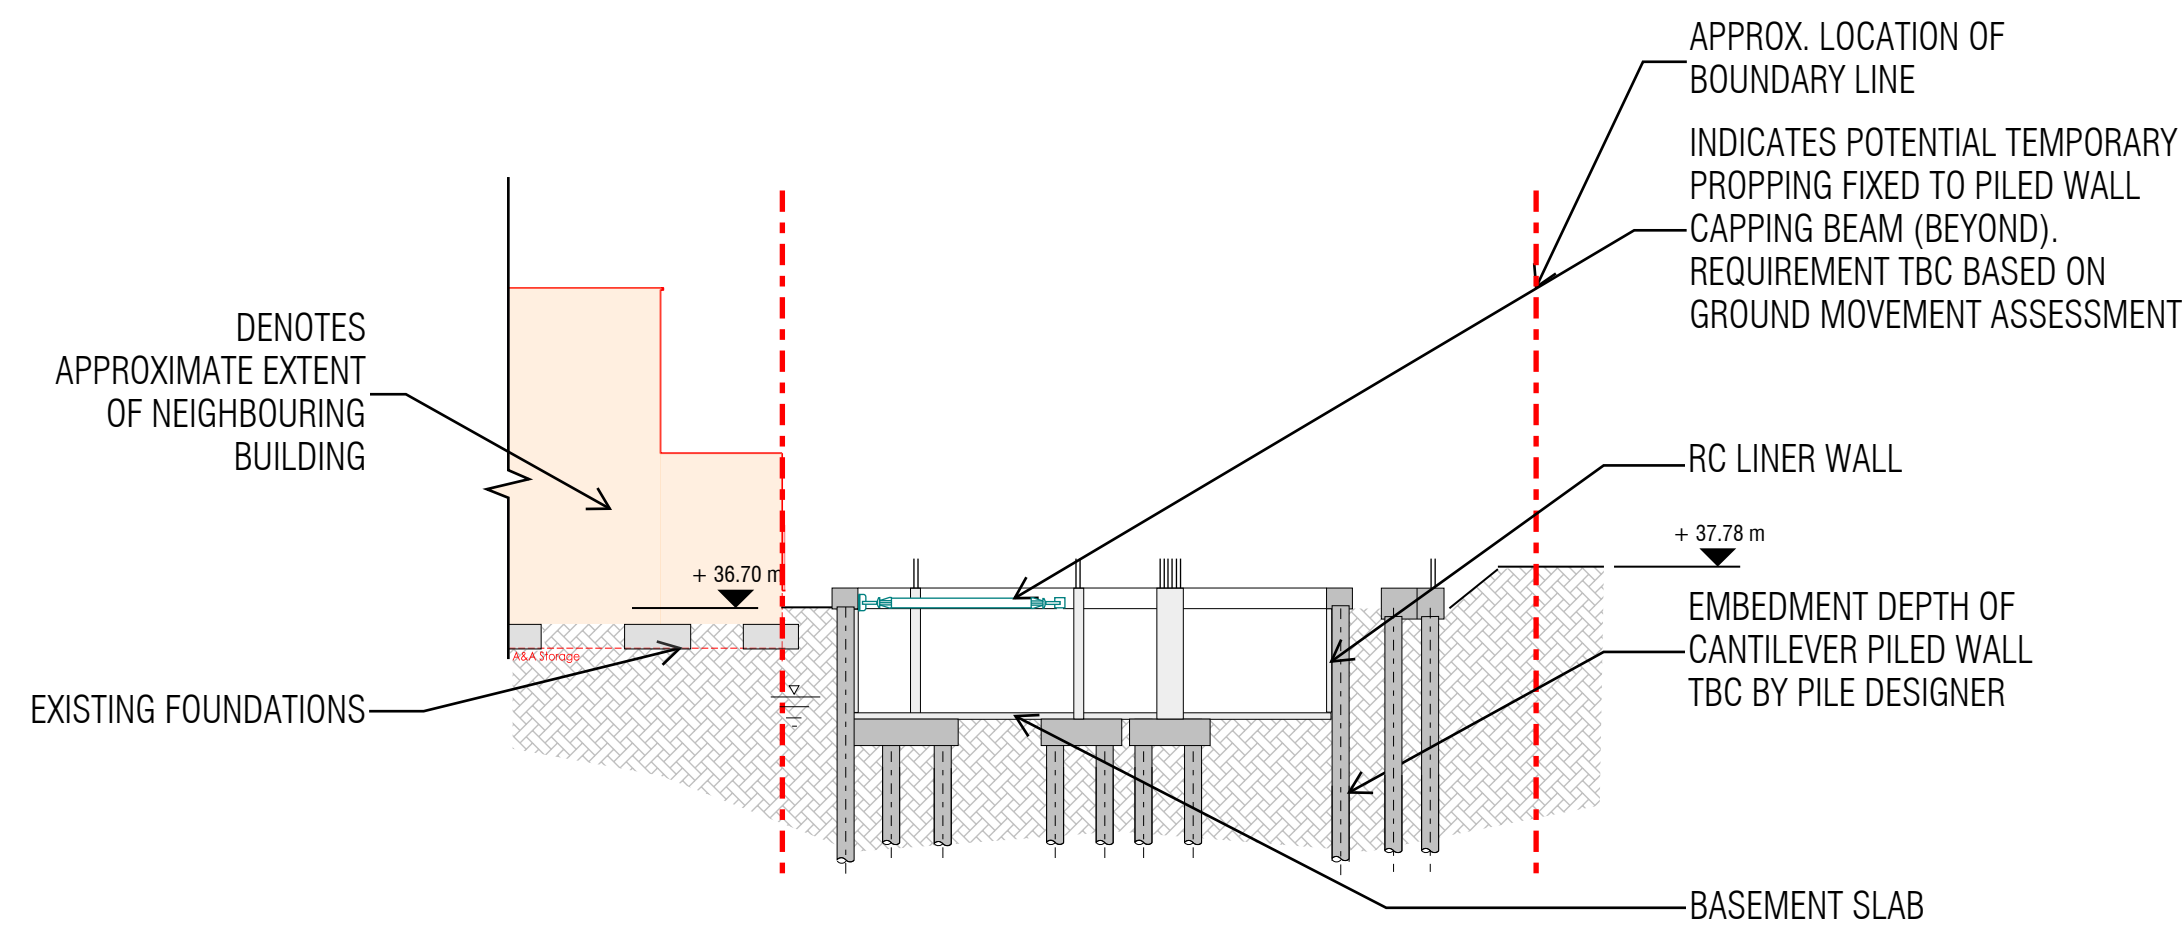 APPROX. LOCATION OF
BOUNDARY LINE
INDICATES POTENTIAL TEMPORARY
PROPPING FIXED TO PILED WALL
CAPPING BEAM (BEYOND).
REQUIREMENT TBC BASED ON
GROUND MOVEMENT ASSESSMENT
DENOTES
APPROXIMATE EXTENT
OF NEIGHBOURING
BUILDING
RC LINER WALL
+ 37.78 m
+ 36.70 m
EMBEDMENT DEPTH OF
CANTILEVER PILED WALL
TBC BY PILE DESIGNER
A&A Storage
EXISTING FOUNDATIONS
BASEMENT SLAB